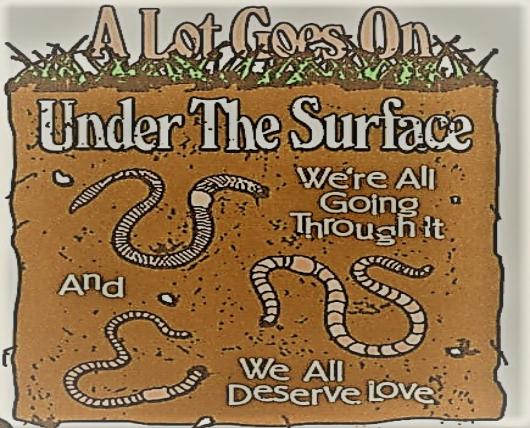 A Lot Goes On
Under The Surface
We're All
Going
Through It
And
We All
Deserve Love